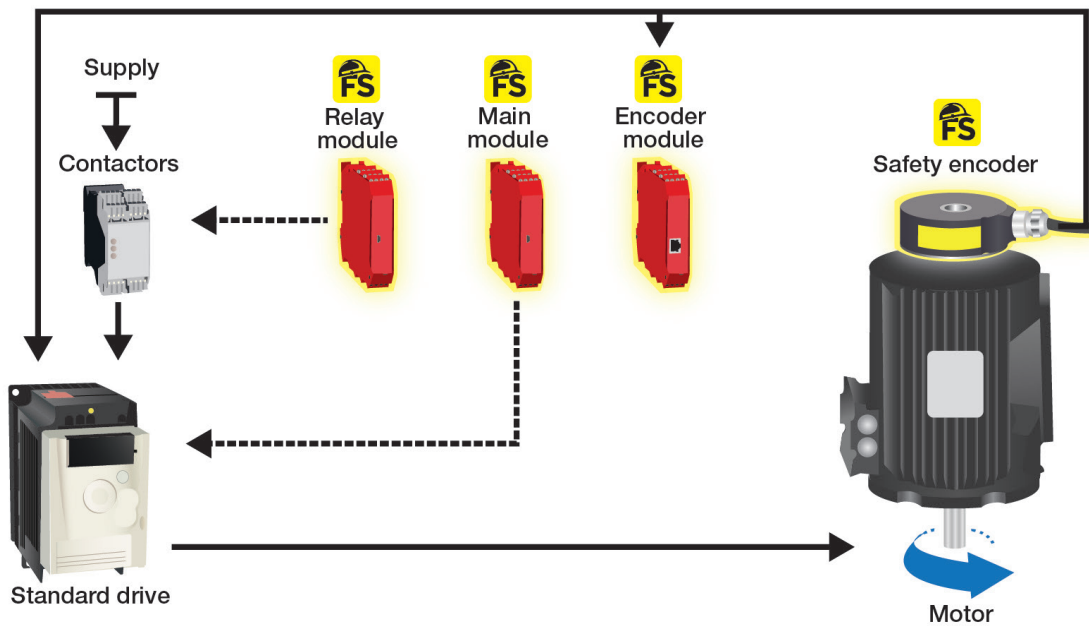 Supply
Contactors
FS
Relay
module
FS
Main
module
FS
Encoder
module
FS
Safety encoder
Standard drive
Motor